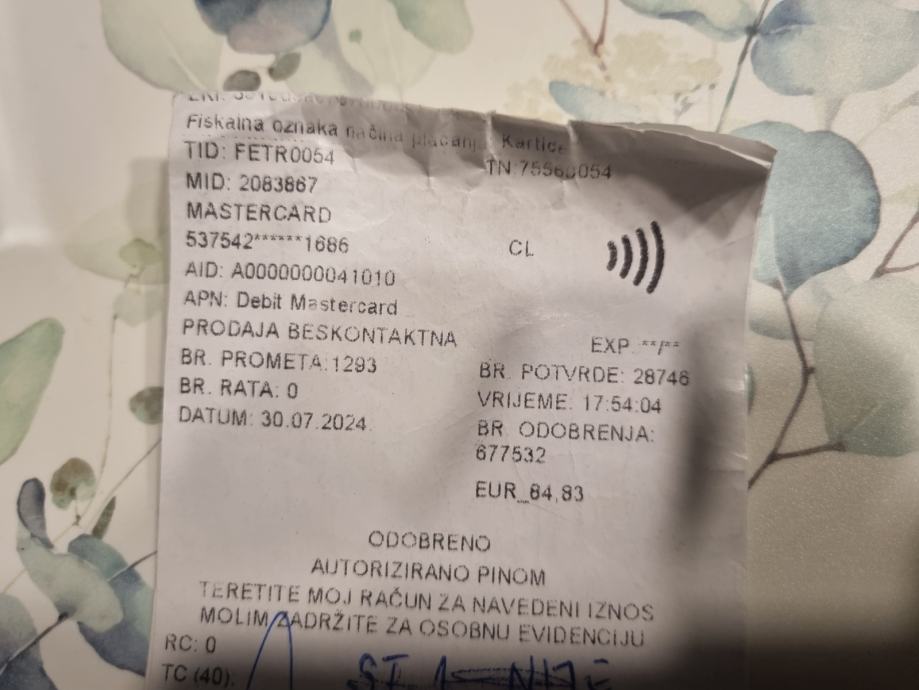 Fiskalna oznaka načina plaćanja Kartice
TID: FETR0054
TN:75560054
MID: 2083867
MASTERCARD
537542******1686 CL
AID: A0000000041010
APN: Debit Mastercard
PRODAJA BESKONTAKTNA
EXP **/**
BR. PROMETA:1293
BR. POTVRDE: 28746
BR. RATA: 0
VRIJEME: 17:54:04
DATUM: 30.07.2024.
BR. ODOBRENJA:
677532
EUR 84,83
ODOBRENO
AUTORIZIRANO PINOM
TERETITE MOJ RAČUN ZA NAVEDENI IZNOS
MOLIM ZADRŽITE ZA OSOBNU EVIDENCIJU
RC: 0
TC (40):